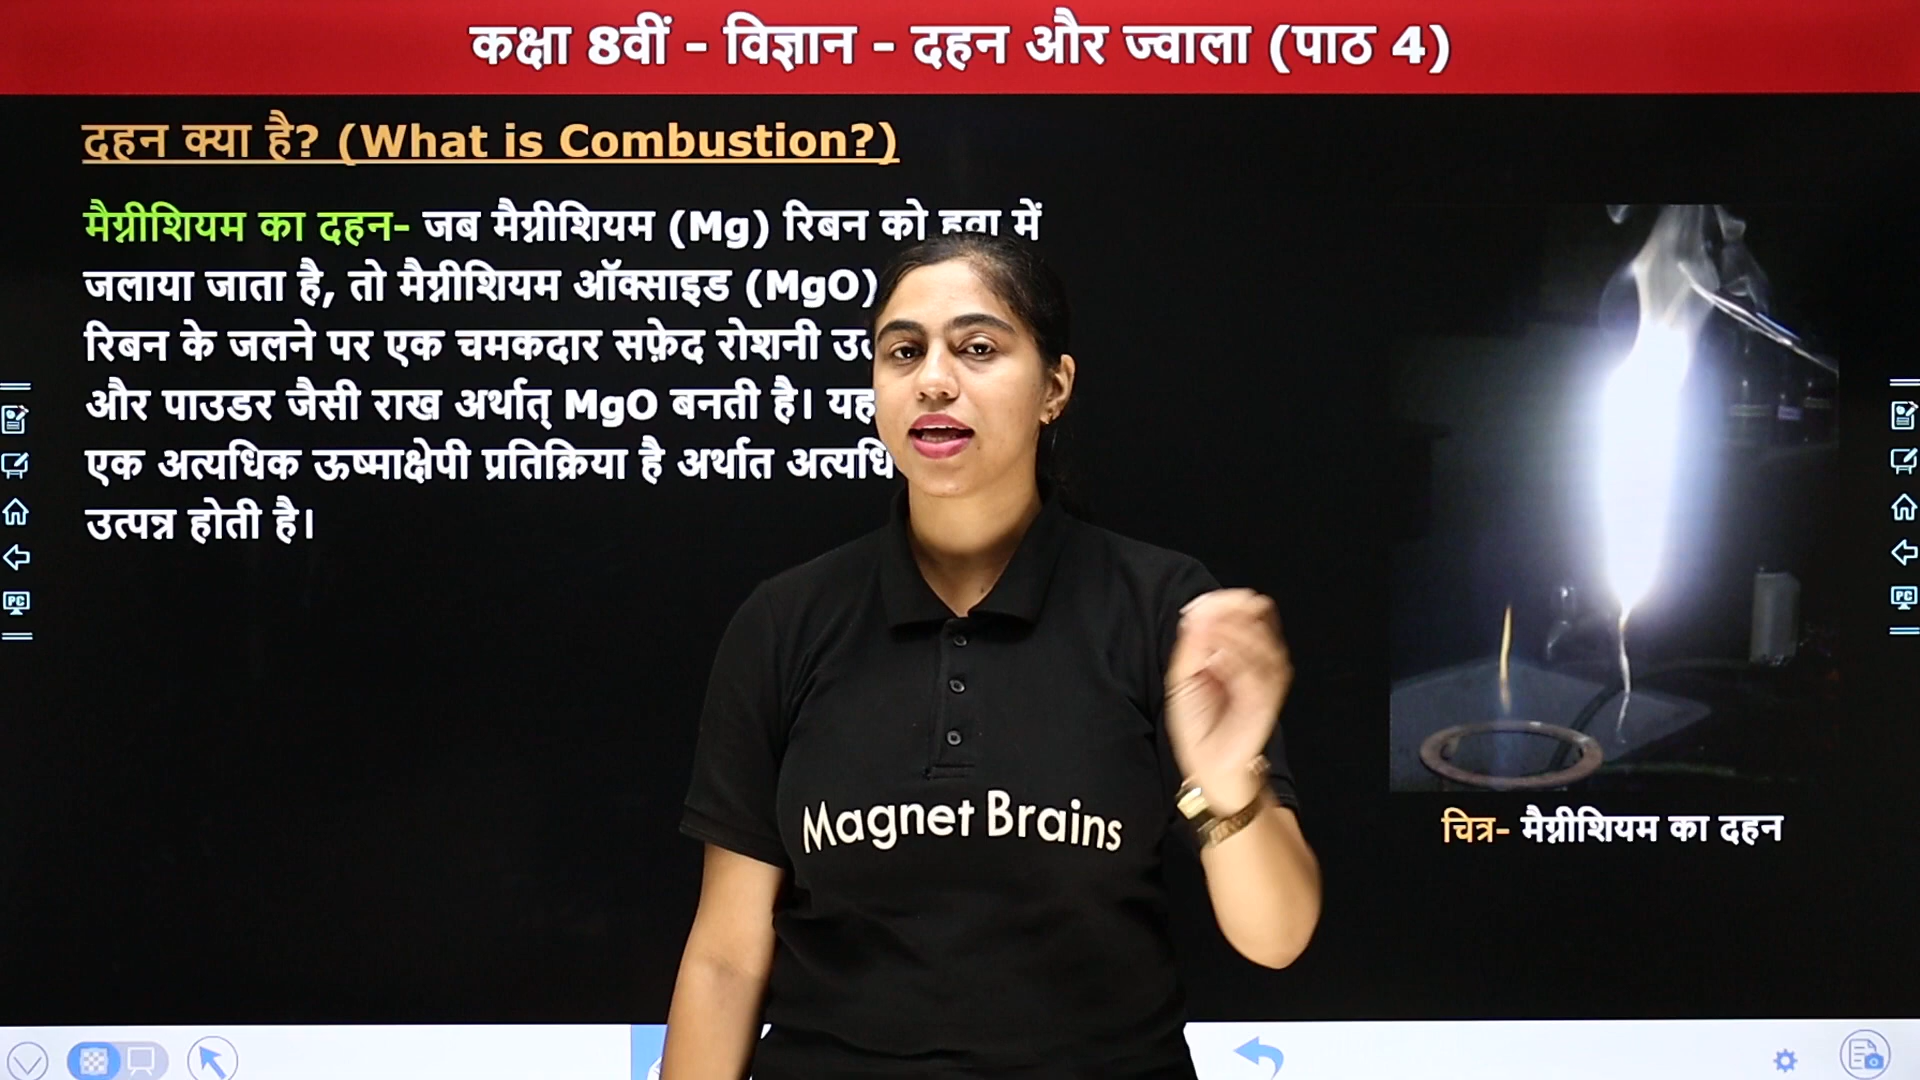 कक्षा 8वीं - विज्ञान - दहन और ज्वाला (पाठ 4)
दहन क्या है? (What is Combustion?)
मैग्नीशियम का दहन- जब मैग्नीशियम (Mg) रिबन को हवा में
जलाया जाता है, तो मैग्नीशियम ऑक्साइड (MgO)
रिबन के जलने पर एक चमकदार सफ़ेद रोशनी
और पाउडर जैसी राख अर्थात् MgO बनती है। यह
एक अत्यधिक ऊष्माक्षेपी प्रतिक्रिया है अर्थात
उत्पन्न होती है।
Magnet Brains
चित्र- मैग्नीशियम का दहन
PC
PC